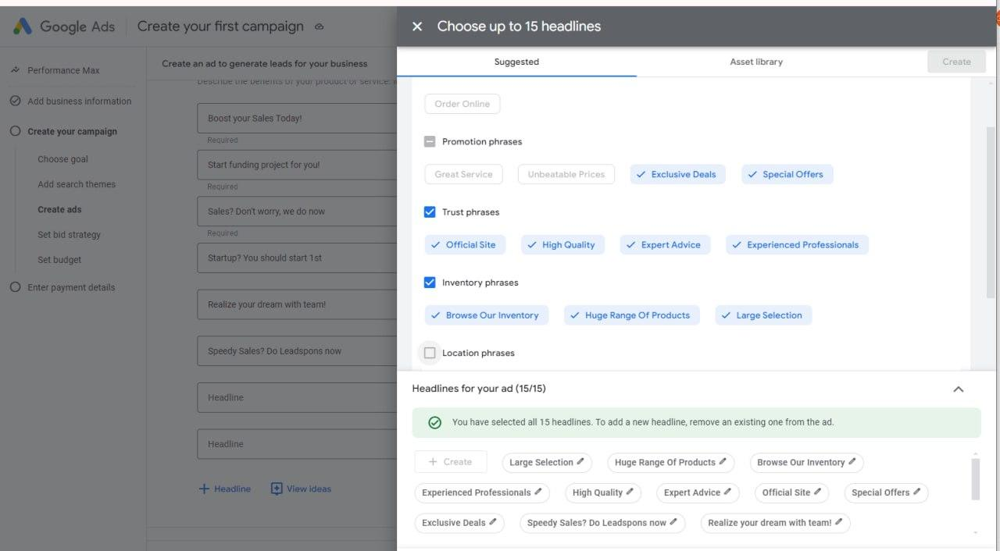 Google Ads
Create your first campaign
Performance Max
Add business information
Create your campaign
Choose goal
Add search themes
Create ads
Set bid strategy
Set budget
Enter payment details
Create an ad to generate leads for your business
Describe the benefits of your product or service.
Boost your Sales Today!
Required
Start funding project for you!
Required
Sales? Don't worry, we do now
Required
Startup? You should start 1st
Realize your dream with team!
Speedy Sales? Do Leadspons now
Headline
Headline
Headline
View ideas
Choose up to 15 headlines
Suggested
Asset library
Create
Order Online
Promotion phrases
Great Service
Unbeatable Prices
Exclusive Deals
Special Offers
Trust phrases
Official Site
High Quality
Expert Advice
Experienced Professionals
Inventory phrases
Browse Our Inventory
Huge Range Of Products
Large Selection
Location phrases
Headlines for your ad (15/15)
You have selected all 15 headlines. To add a new headline, remove an existing one from the ad.
+ Create
Large Selection
Huge Range Of Products
Browse Our Inventory
Experienced Professionals
High Quality
Expert Advice
Official Site
Special Offers
Exclusive Deals
Speedy Sales? Do Leadspons now
Realize your dream with team!